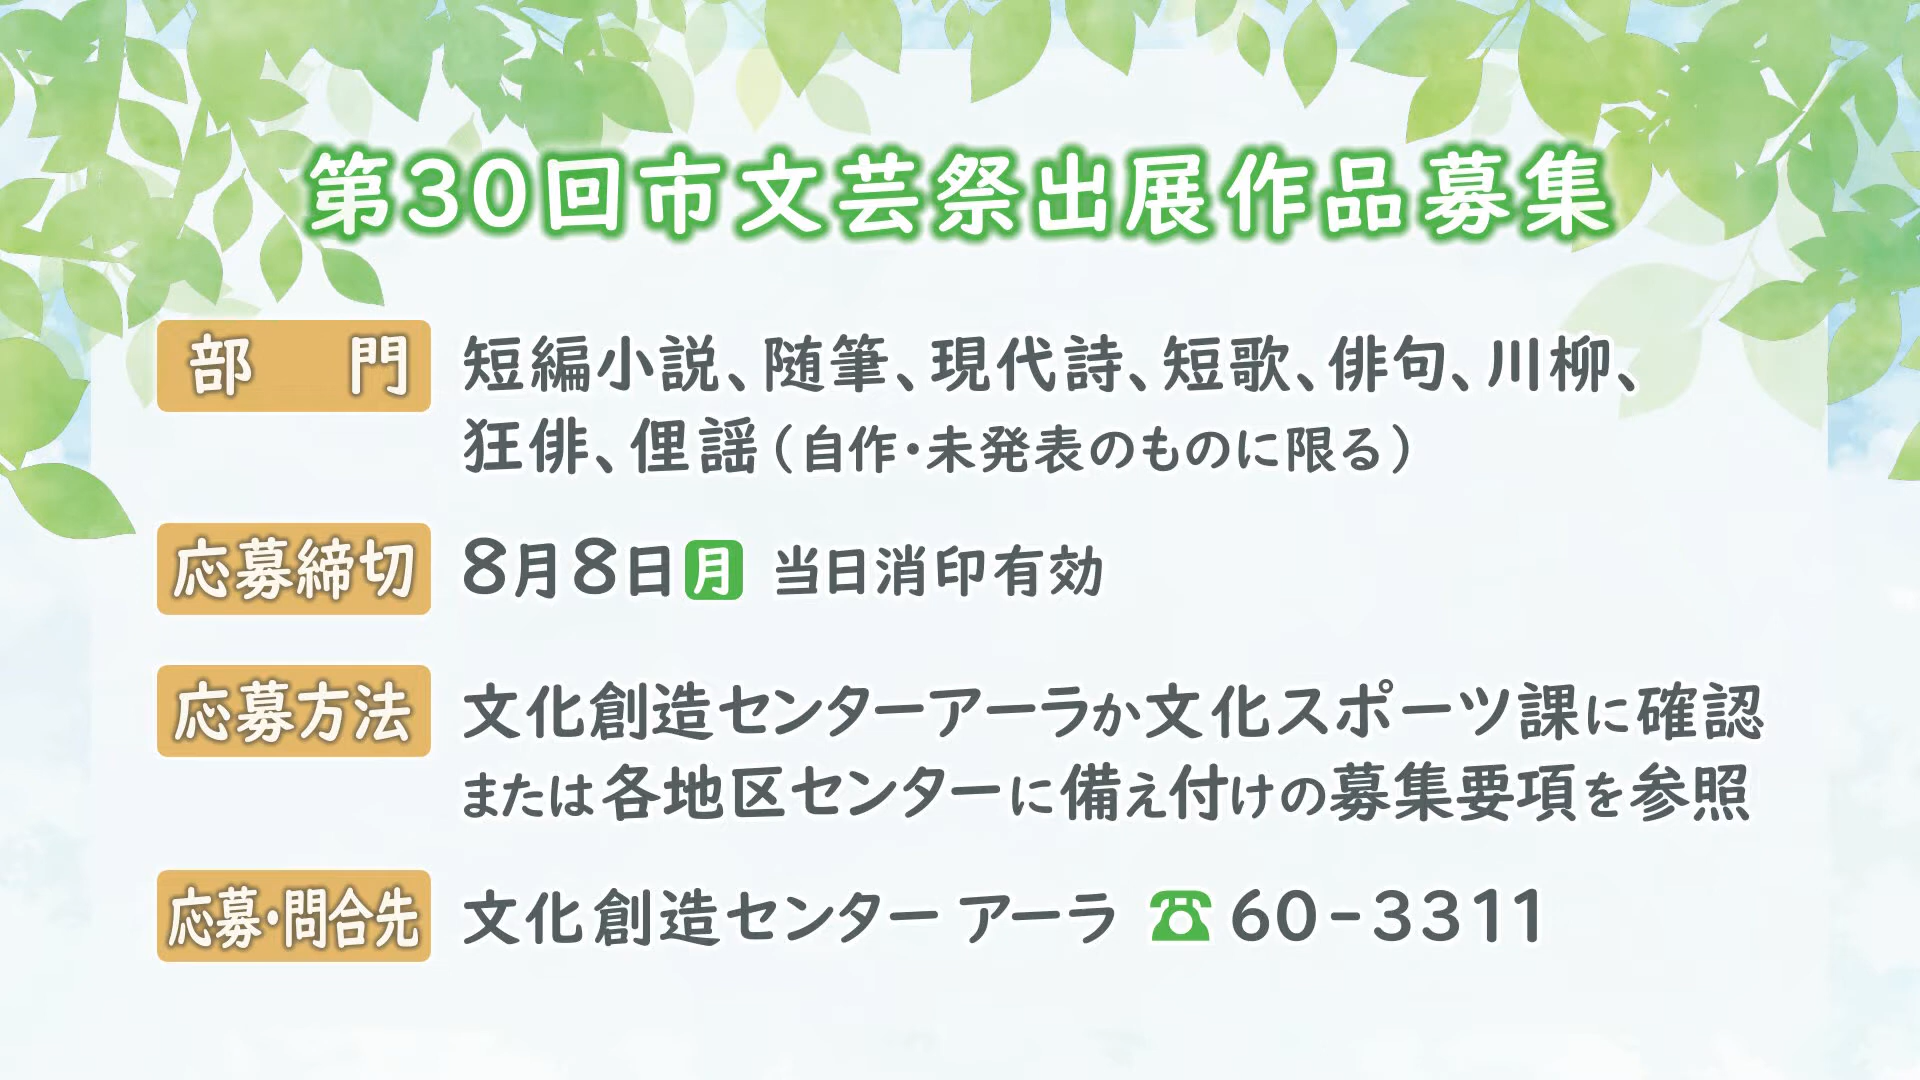 第30回市文芸祭出展作品募集
部　門 短編小説、随筆、現代詩、短歌、俳句、川柳、
狂俳、俚謡（自作・未発表のものに限る）
応募締切 8月8日月 当日消印有効
応募方法 文化創造センターアーラか文化スポーツ課に確認
または各地区センターに備え付けの募集要項を参照
応募・問合先 文化創造センター アーラ ☎60-3311